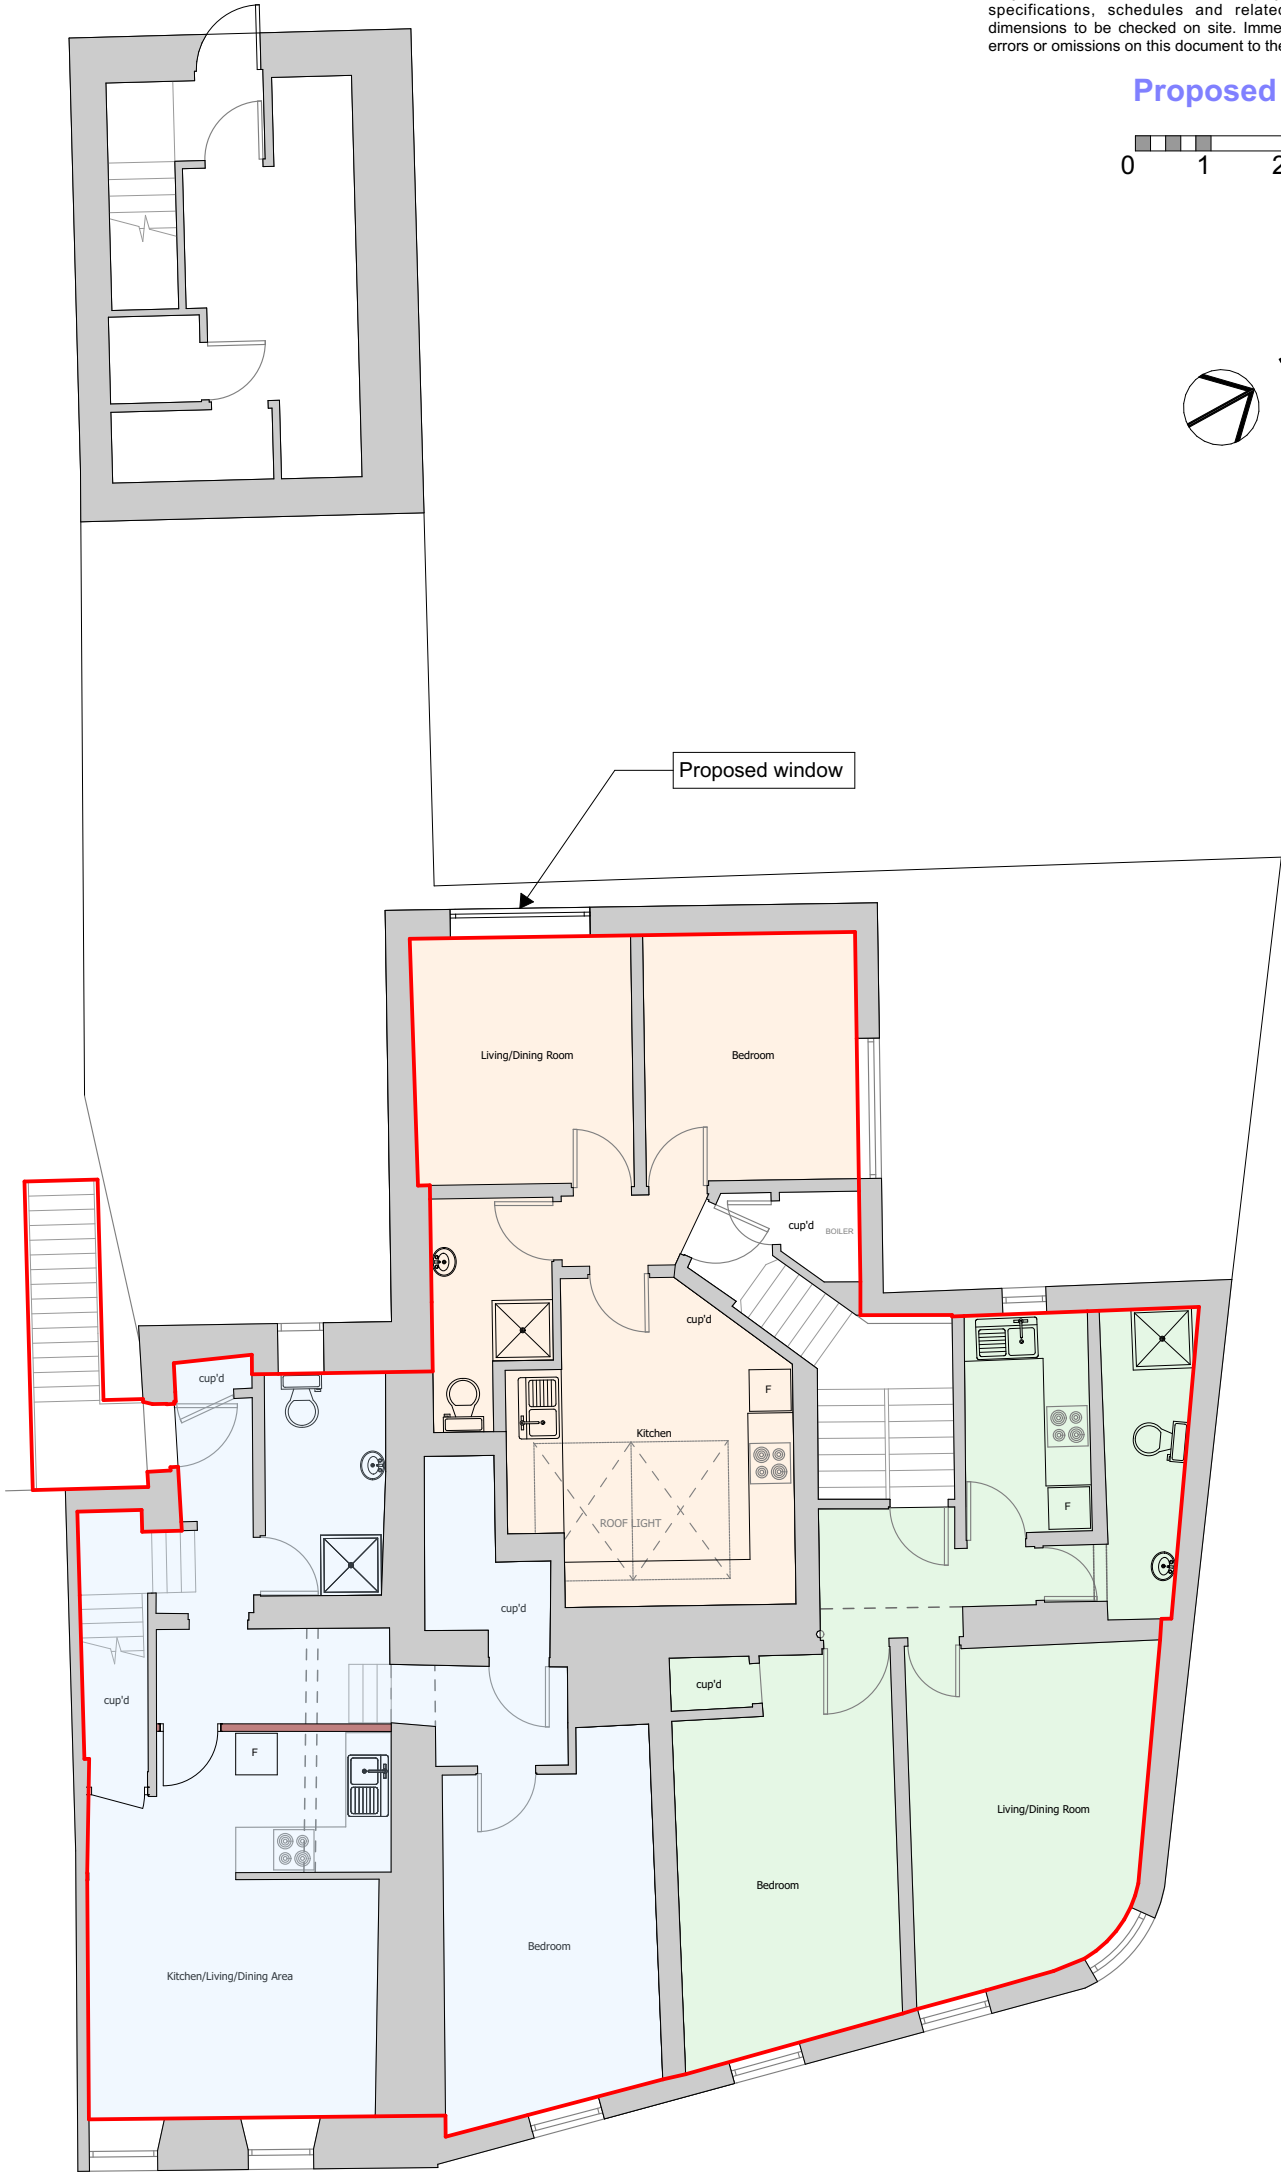 specifications, schedules and related
dimensions to be checked on site. Imme
errors or omissions on this document to the
Proposed
0 1 2
Proposed window
Living/Dining Room
Bedroom
cup'd
BOILER
cup'd
F
cup'd
Kitchen
ROOF LIGHT
F
cup'd
cup'd
cup'd
F
Living/Dining Room
Bedroom
Bedroom
Kitchen/Living/Dining Area